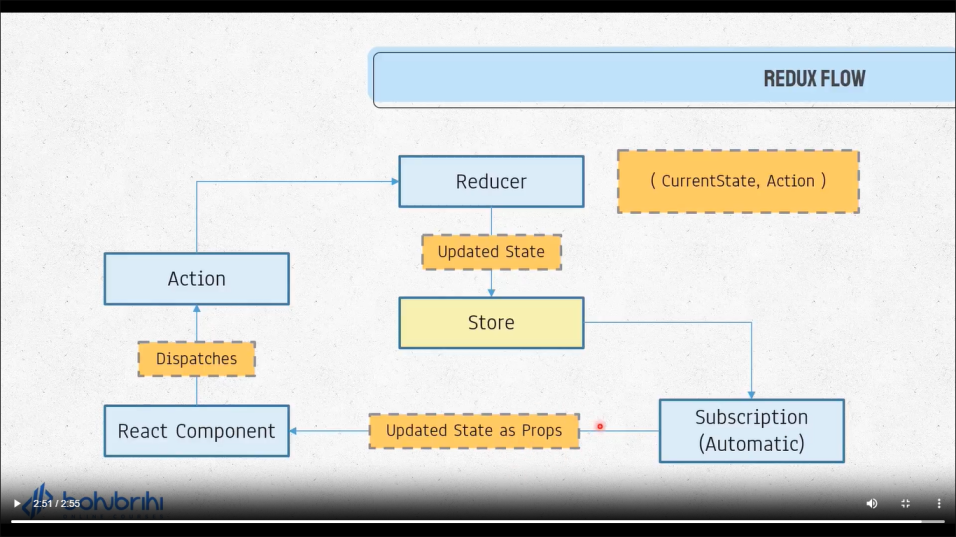 REDUX FLOW
Reducer
( CurrentState, Action )
Updated State
Action
Store
Dispatches
React Component
Updated State as Props
Subscription
(Automatic)
bohubrihi
2:51 / 2:55